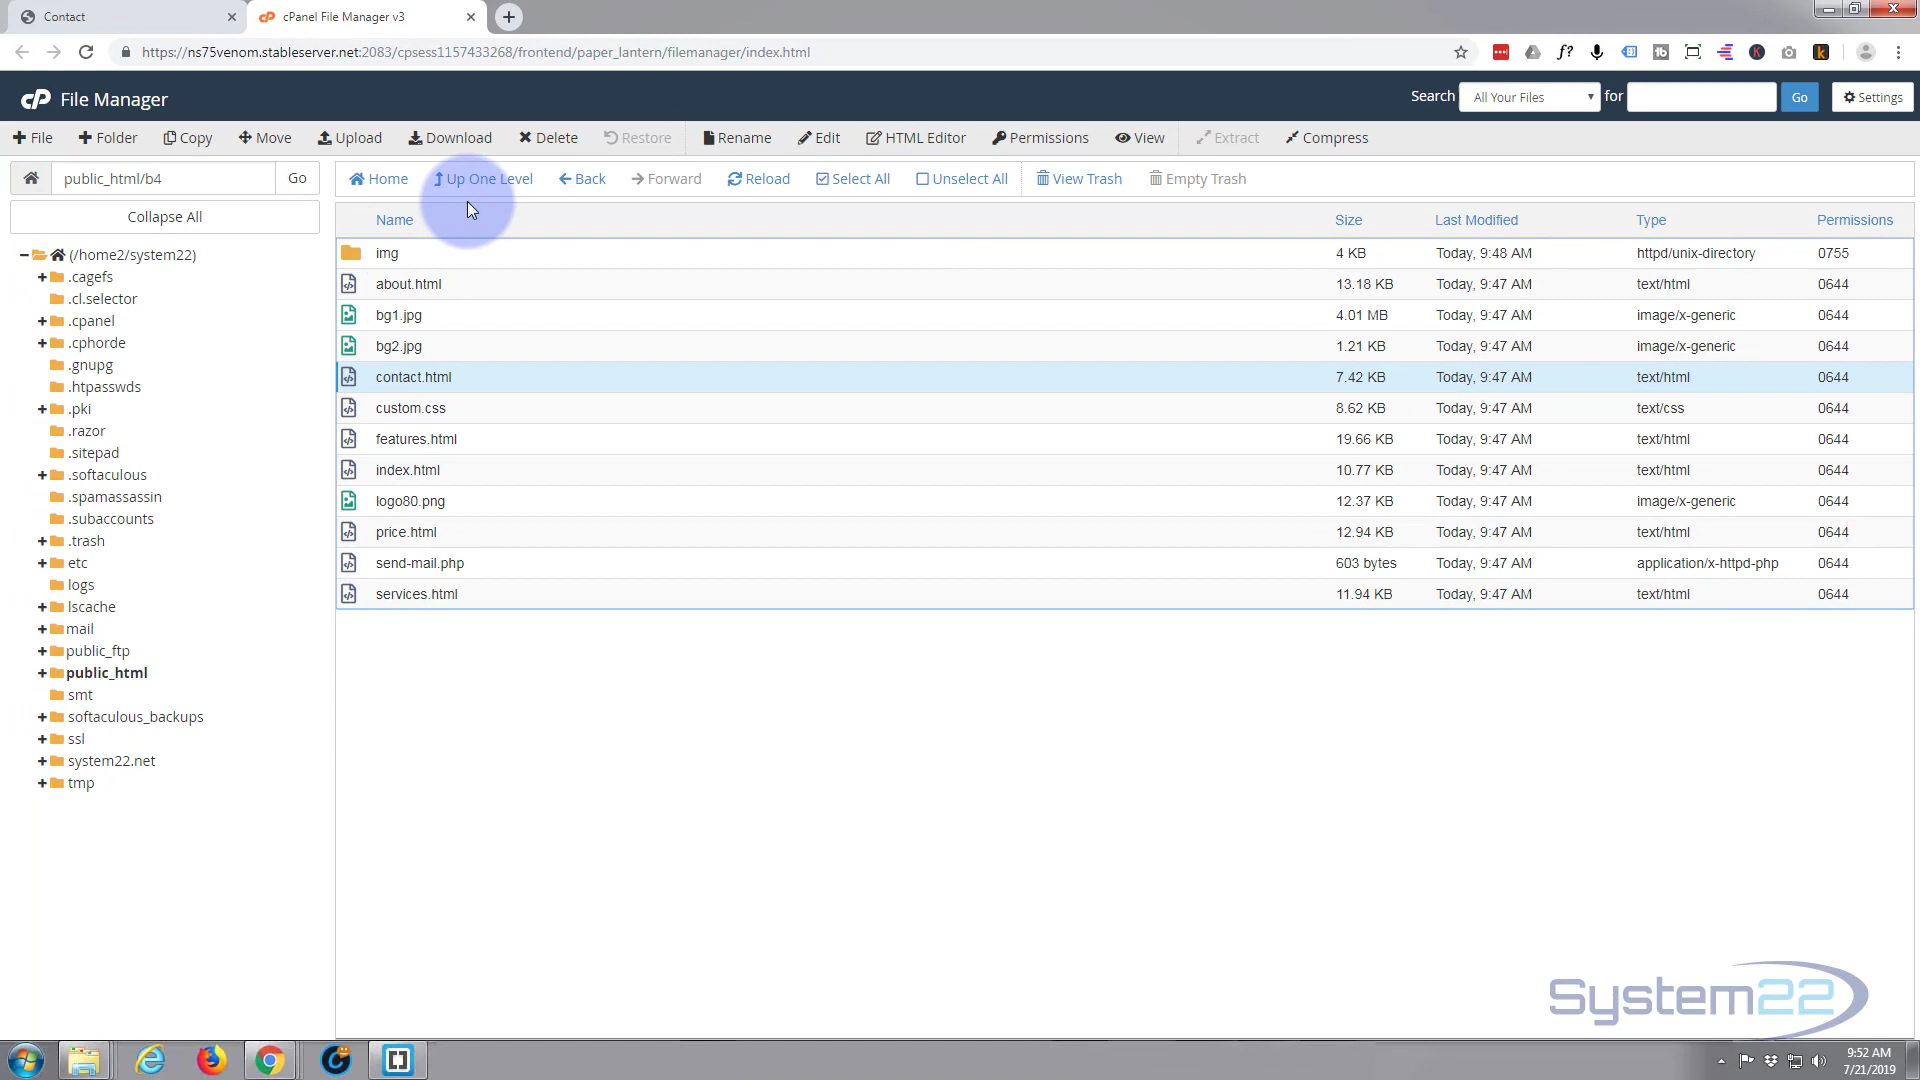 Contact
cPanel File Manager v3
https://ns75venom.stableserver.net:2083/cpsess1157433268/frontend/paper_lantern/filemanager/index.html
cP File Manager
Search All Your Files for Go Settings
File Folder Copy Move Upload Download Delete Restore Rename Edit HTML Editor Permissions View Extract Compress
public_html/b4 Go
Home Up One Level Back Forward Reload Select All Unselect All View Trash Empty Trash
Collapse All
(/home2/system22)
.cagefs
.cl.selector
.cpanel
.cphorde
.gnupg
.htpasswds
.pki
.razor
.sitepad
.softaculous
.spamassassin
.subaccounts
.trash
etc
logs
lscache
mail
public_ftp
public_html
smt
softaculous_backups
ssl
system22.net
tmp
Name Size Last Modified Type Permissions
img 4 KB Today, 9:48 AM httpd/unix-directory 0755
about.html 13.18 KB Today, 9:47 AM text/html 0644
bg1.jpg 4.01 MB Today, 9:47 AM image/x-generic 0644
bg2.jpg 1.21 KB Today, 9:47 AM image/x-generic 0644
contact.html 7.42 KB Today, 9:47 AM text/html 0644
custom.css 8.62 KB Today, 9:47 AM text/css 0644
features.html 19.66 KB Today, 9:47 AM text/html 0644
index.html 10.77 KB Today, 9:47 AM text/html 0644
logo80.png 12.37 KB Today, 9:47 AM image/x-generic 0644
price.html 12.94 KB Today, 9:47 AM text/html 0644
send-mail.php 603 bytes Today, 9:47 AM application/x-httpd-php 0644
services.html 11.94 KB Today, 9:47 AM text/html 0644
System22
9:52 AM
7/21/2019